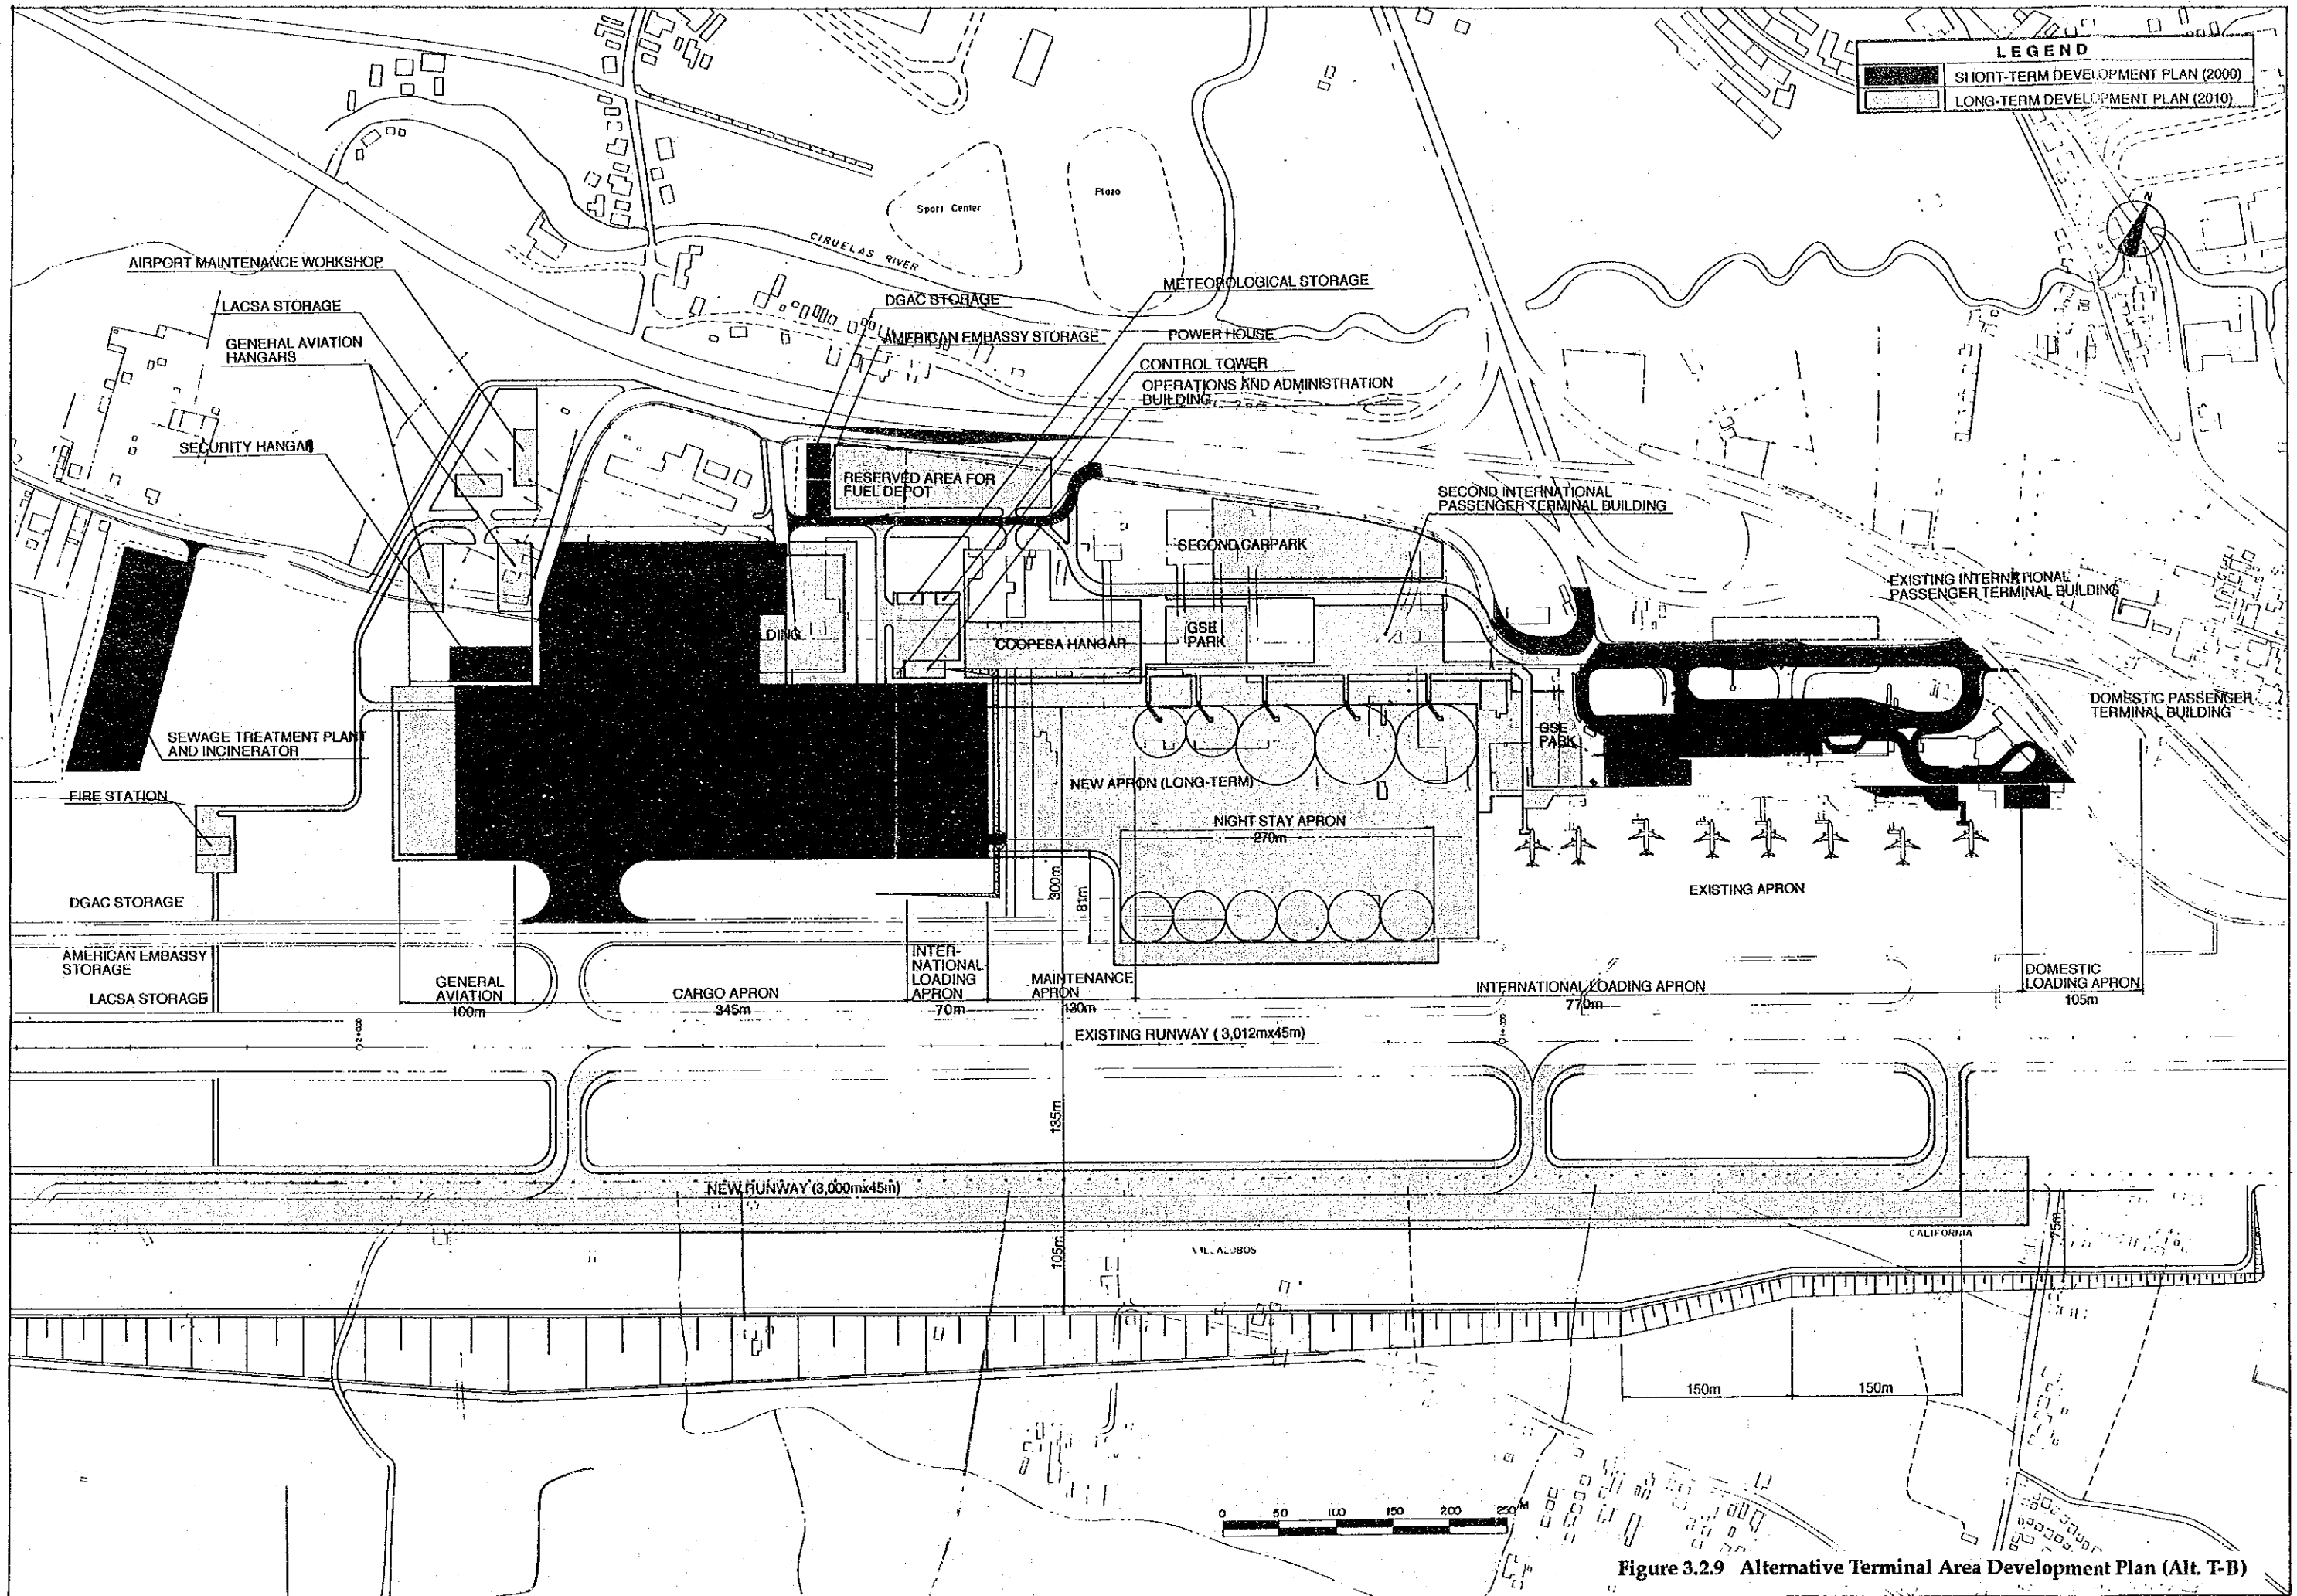 LEGEND
SHORT-TERM DEVELOPMENT PLAN (2000)
LONG-TERM DEVELOPMENT PLAN (2010)
Plazo
Sport Center
CIRUELAS RIVER
N
AIRPORT MAINTENANCE WORKSHOP
LACSA STORAGE
GENERAL AVIATION
HANGARS
SECURITY HANGAR
METEOROLOGICAL STORAGE
DGAC STORAGE
AMERICAN EMBASSY STORAGE
POWER HOUSE
CONTROL TOWER
OPERATIONS AND ADMINISTRATION
BUILDING
RESERVED AREA FOR
FUEL DEPOT
SECOND INTERNATIONAL
PASSENGER TERMINAL BUILDING
SECOND CARPARK
EXISTING INTERNATIONAL
PASSENGER TERMINAL BUILDING
LDING
COOPESA HANGAR
GSE
PARK
GSE
PARK
DOMESTIC PASSENGER
TERMINAL BUILDING
SEWAGE TREATMENT PLANT
AND INCINERATOR
FIRE STATION
NEW APRON (LONG-TERM)
NIGHT STAY APRON
270m
300m
81m
EXISTING APRON
DGAC STORAGE
AMERICAN EMBASSY
STORAGE
LACSA STORAGE
GENERAL
AVIATION
100m
CARGO APRON
345m
INTER-
NATIONAL
LOADING
APRON
70m
MAINTENANCE
APRON
130m
INTERNATIONAL LOADING APRON
770m
DOMESTIC
LOADING APRON
105m
EXISTING RUNWAY ( 3,012mx45m)
135m
NEW RUNWAY (3,000mx45m)
105m
VILLALOBOS
CALIFORNIA
75m
150m
150m
0 50 100 150 200 250 M
Figure 3.2.9 Alternative Terminal Area Development Plan (Alt. T-B)